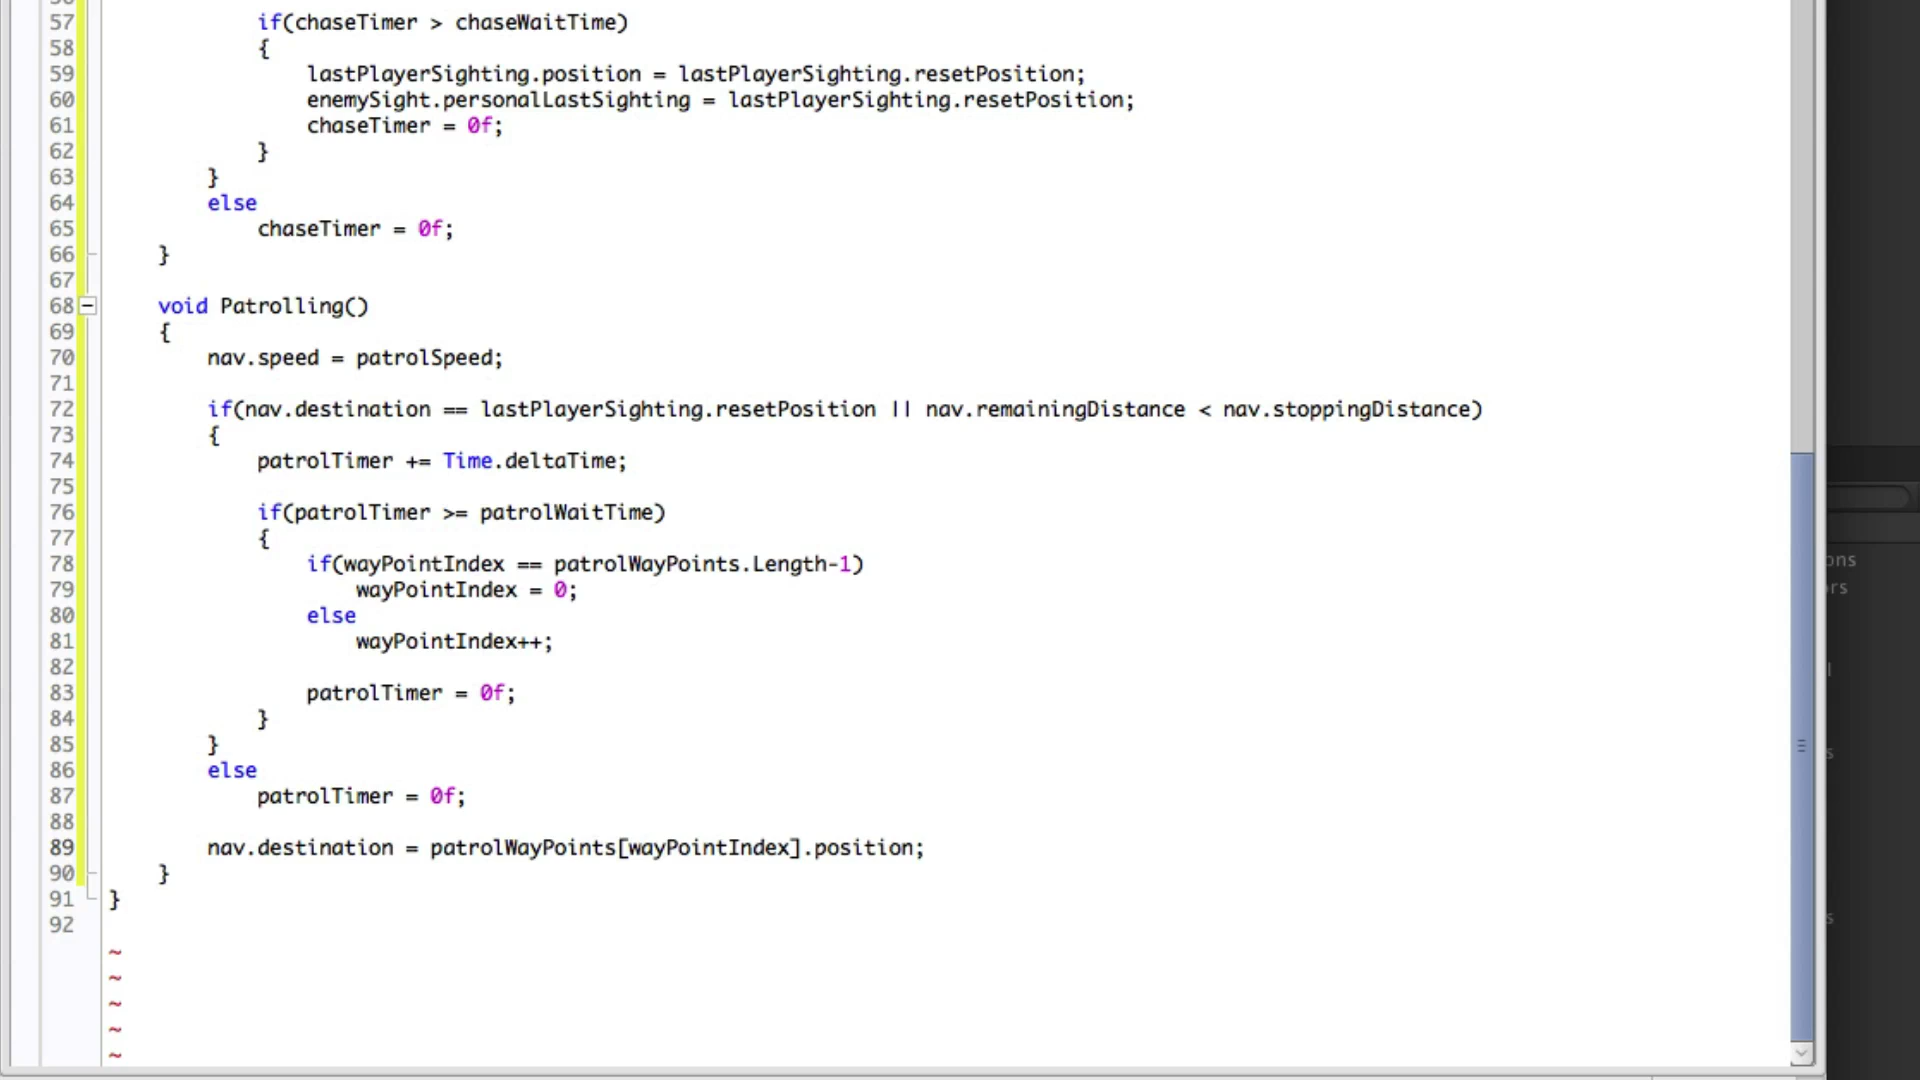 57 if(chaseTimer > chaseWaitTime)
58 {
59 lastPlayerSighting.position = lastPlayerSighting.resetPosition;
60 enemySight.personalLastSighting = lastPlayerSighting.resetPosition;
61 chaseTimer = 0f;
62 }
63 }
64 else
65 chaseTimer = 0f;
66 }
67
68 void Patrolling()
69 {
70 nav.speed = patrolSpeed;
71
72 if(nav.destination == lastPlayerSighting.resetPosition || nav.remainingDistance < nav.stoppingDistance)
73 {
74 patrolTimer += Time.deltaTime;
75
76 if(patrolTimer >= patrolWaitTime)
77 {
78 if(wayPointIndex == patrolWayPoints.Length-1)
79 wayPointIndex = 0;
80 else
81 wayPointIndex++;
82
83 patrolTimer = 0f;
84 }
85 }
86 else
87 patrolTimer = 0f;
88
89 nav.destination = patrolWayPoints[wayPointIndex].position;
90 }
91 }
92
~
~
~
~
~